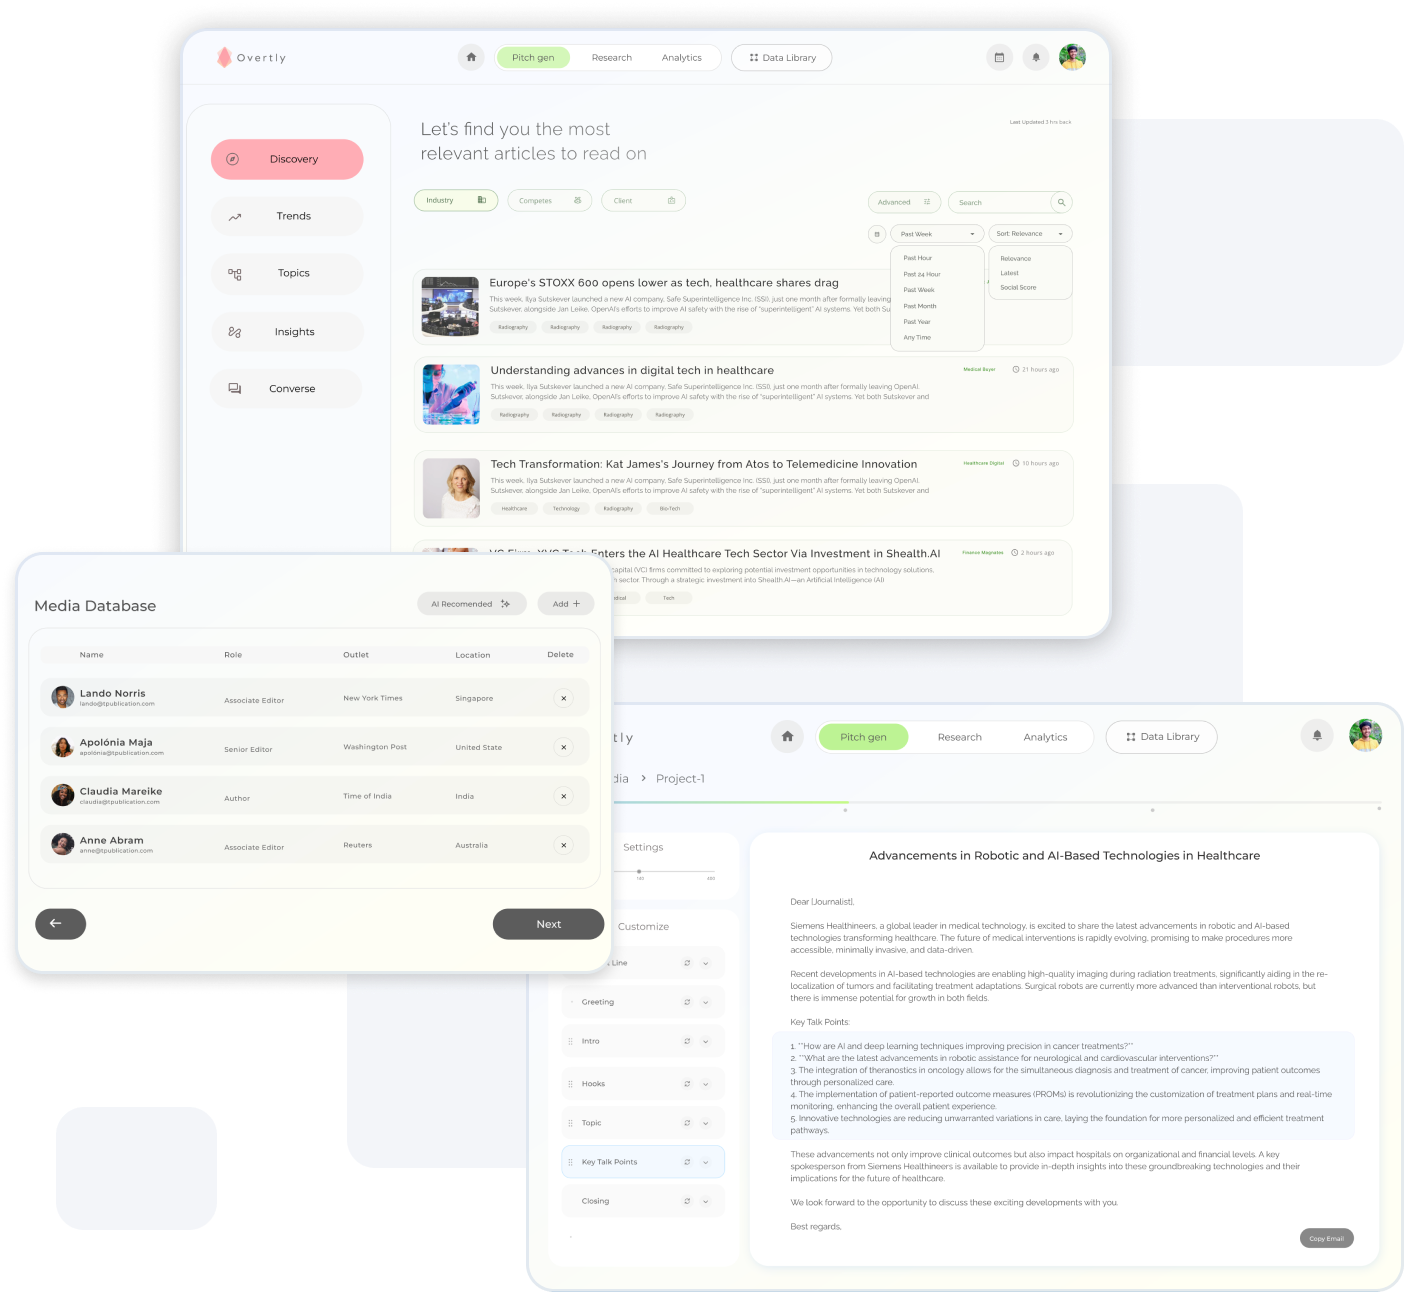 Overtly
Pitch gen
Research
Analytics
Data Library
Discovery
Trends
Topics
Insights
Converse
Let's find you the most
relevant articles to read on
Last Updated 3 hrs back
Industry
Competes
Client
Advanced
Search
Past Week
Sort: Relevance
Past Hour
Past 24 Hour
Past Week
Past Month
Past Year
Any Time
Relevance
Latest
Social Score
Europe's STOXX 600 opens lower as tech, healthcare shares drag
This week, Ilya Sutskever launched a new AI company, Safe Superintelligence Inc. (SSI), just one month after formally leaving
Sutskever, alongside Jan Leike, OpenAI's efforts to improve AI safety with the rise of "superintelligent" AI systems. Yet both Su
Radiography
Radiography
Radiography
Radiography
Understanding advances in digital tech in healthcare
Medical Buyer
21 hours ago
This week, Ilya Sutskever launched a new AI company, Safe Superintelligence Inc. (SSI), just one month after formally leaving OpenAI.
Sutskever, alongside Jan Leike, OpenAI's efforts to improve AI safety with the rise of "superintelligent" AI systems. Yet both Sutskever and
Radiography
Radiography
Radiography
Radiography
Tech Transformation: Kat James's Journey from Atos to Telemedicine Innovation
Healthcare Digital
10 hours ago
This week, Ilya Sutskever launched a new AI company, Safe Superintelligence Inc. (SSI), just one month after formally leaving OpenAI.
Sutskever, alongside Jan Leike, OpenAI's efforts to improve AI safety with the rise of "superintelligent" AI systems. Yet both Sutskever and
Healthcare
Technology
Radiography
Bio-Tech
Enters the AI Healthcare Tech Sector Via Investment in Shealth.AI
Finance Magnates
2 hours ago
capital (VC) firms committed to exploring potential investment opportunities in technology solutions,
sector. Through a strategic investment into Shealth.AI—an Artificial Intelligence (AI)
Tech
Media Database
AI Recomended
Add
Name
Role
Outlet
Location
Delete
Lando Norris
lando@tpublication.com
Associate Editor
New York Times
Singapore
Apolónia Maja
apolónia@tpublication.com
Senior Editor
Washington Post
United State
Claudia Mareike
claudia@tpublication.com
Author
Time of India
India
Anne Abram
anne@tpublication.com
Associate Editor
Reuters
Australia
Next
tly
Pitch gen
Research
Analytics
Data Library
dia > Project-1
Settings
140
400
Customize
Line
Greeting
Intro
Hooks
Topic
Key Talk Points
Closing
Advancements in Robotic and AI-Based Technologies in Healthcare
Dear [Journalist],
Siemens Healthineers, a global leader in medical technology, is excited to share the latest advancements in robotic and AI-based
technologies transforming healthcare. The future of medical interventions is rapidly evolving, promising to make procedures more
accessible, minimally invasive, and data-driven.
Recent developments in AI-based technologies are enabling high-quality imaging during radiation treatments, significantly aiding in the re-
localization of tumors and facilitating treatment adaptations. Surgical robots are currently more advanced than interventional robots, but
there is immense potential for growth in both fields.
Key Talk Points:
1. "**How are AI and deep learning techniques improving precision in cancer treatments?**"
2. "**What are the latest advancements in robotic assistance for neurological and cardiovascular interventions?**"
3. The integration of theranostics in oncology allows for the simultaneous diagnosis and treatment of cancer, improving patient outcomes
through personalized care.
4. The implementation of patient-reported outcome measures (PROMs) is revolutionizing the customization of treatment plans and real-time
monitoring, enhancing the overall patient experience.
5. Innovative technologies are reducing unwarranted variations in care, laying the foundation for more personalized and efficient treatment
pathways.
These advancements not only improve clinical outcomes but also impact hospitals on organizational and financial levels. A key
spokesperson from Siemens Healthineers is available to provide in-depth insights into these groundbreaking technologies and their
implications for the future of healthcare.
We look forward to the opportunity to discuss these exciting developments with you.
Best regards,
Copy Email